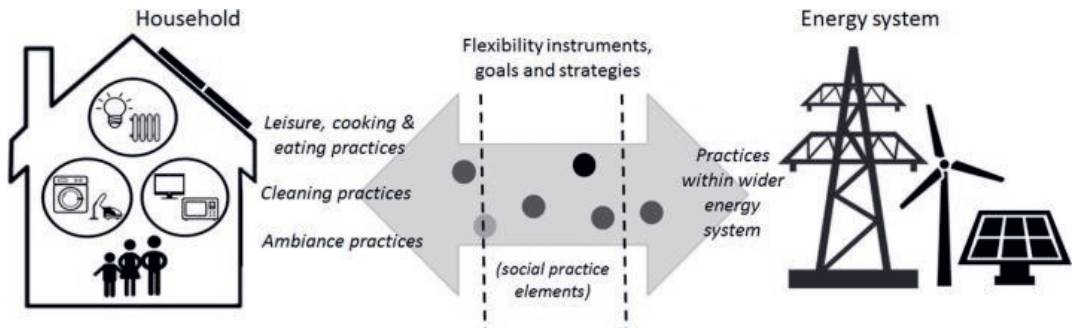 Household
Energy system
Flexibility instruments,
goals and strategies
Leisure, cooking &
eating practices
Cleaning practices
Ambiance practices
Practices
within wider
energy
system
(social practice
elements)